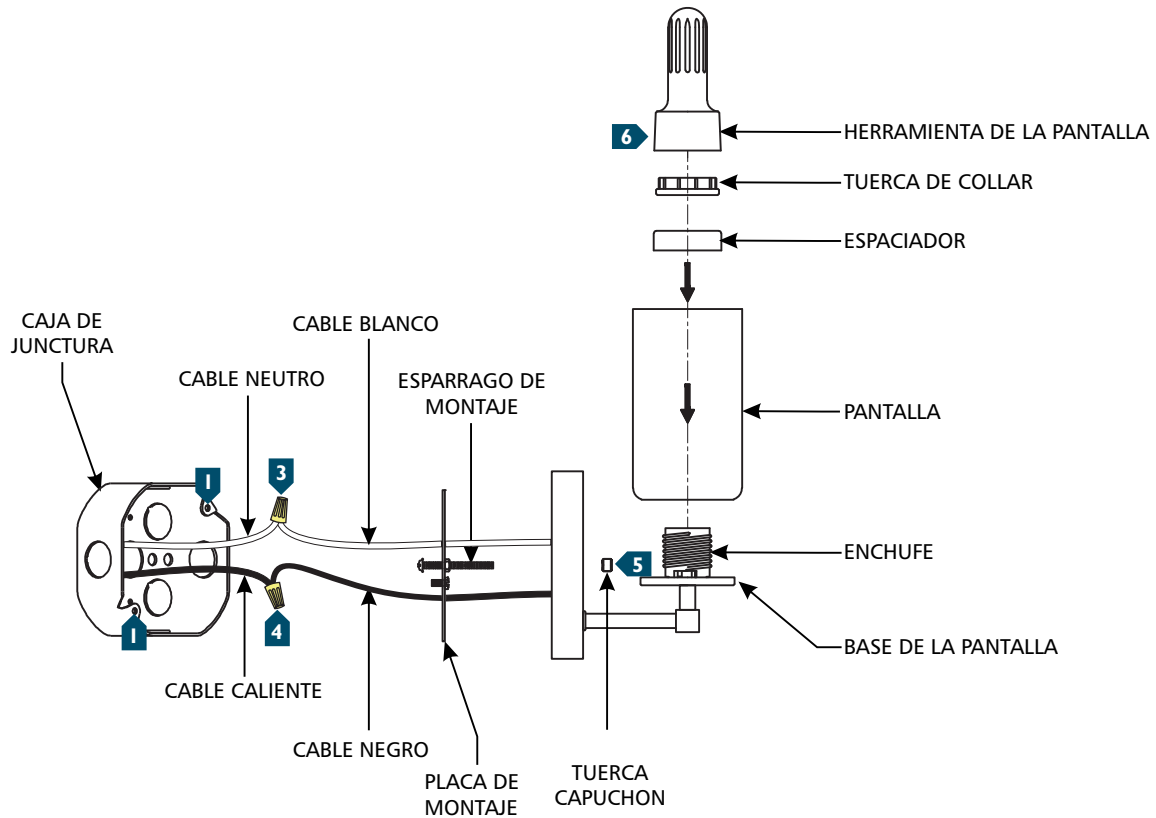 6
HERRAMIENTA DE LA PANTALLA
TUERCA DE COLLAR
ESPACIADOR
CAJA DE
JUNCTURA
CABLE BLANCO
CABLE NEUTRO
ESPARRAGO DE
MONTAJE
PANTALLA
1
3
ENCHUFE
5
1
4
BASE DE LA PANTALLA
CABLE CALIENTE
CABLE NEGRO
PLACA DE
MONTAJE
TUERCA
CAPUCHON